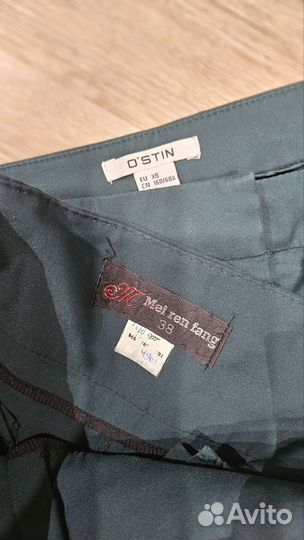 O'STIN
EU XS
CN 160/68A
Mei ren fang
38
Avito